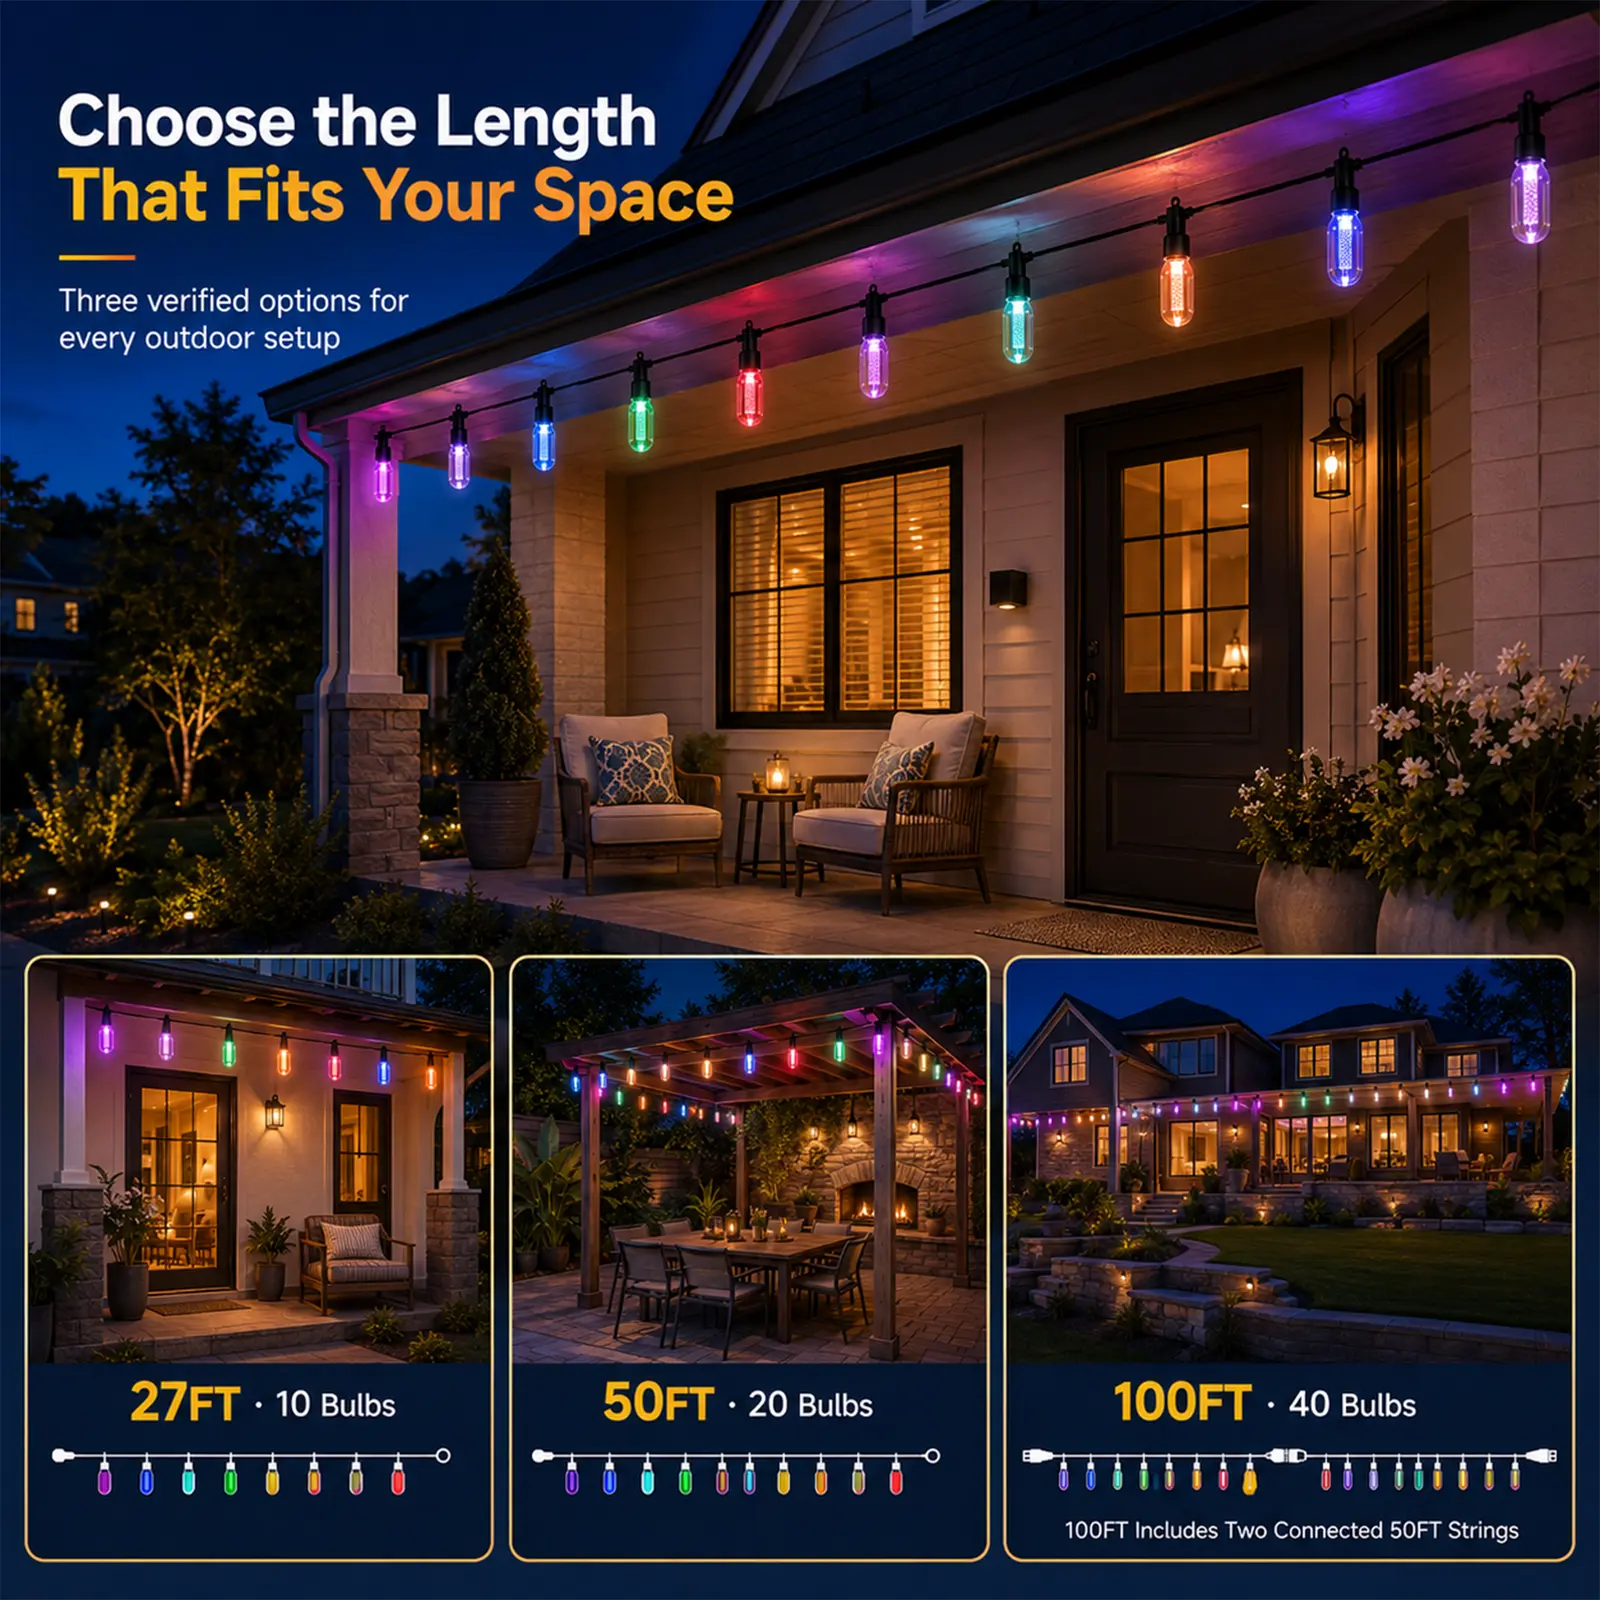 Choose the Length
That Fits Your Space
Three verified options for
every outdoor setup
27FT · 10 Bulbs
50FT · 20 Bulbs
100FT · 40 Bulbs
100FT Includes Two Connected 50FT Strings